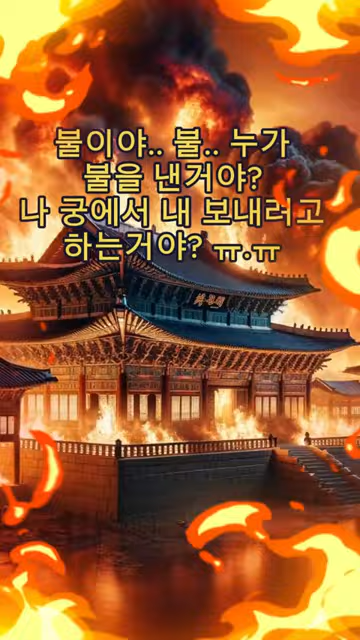 불이야.. 불.. 누가
불을 낸거야?
나 궁에서 내 보내려고
하는거야? ㅠ.ㅠ